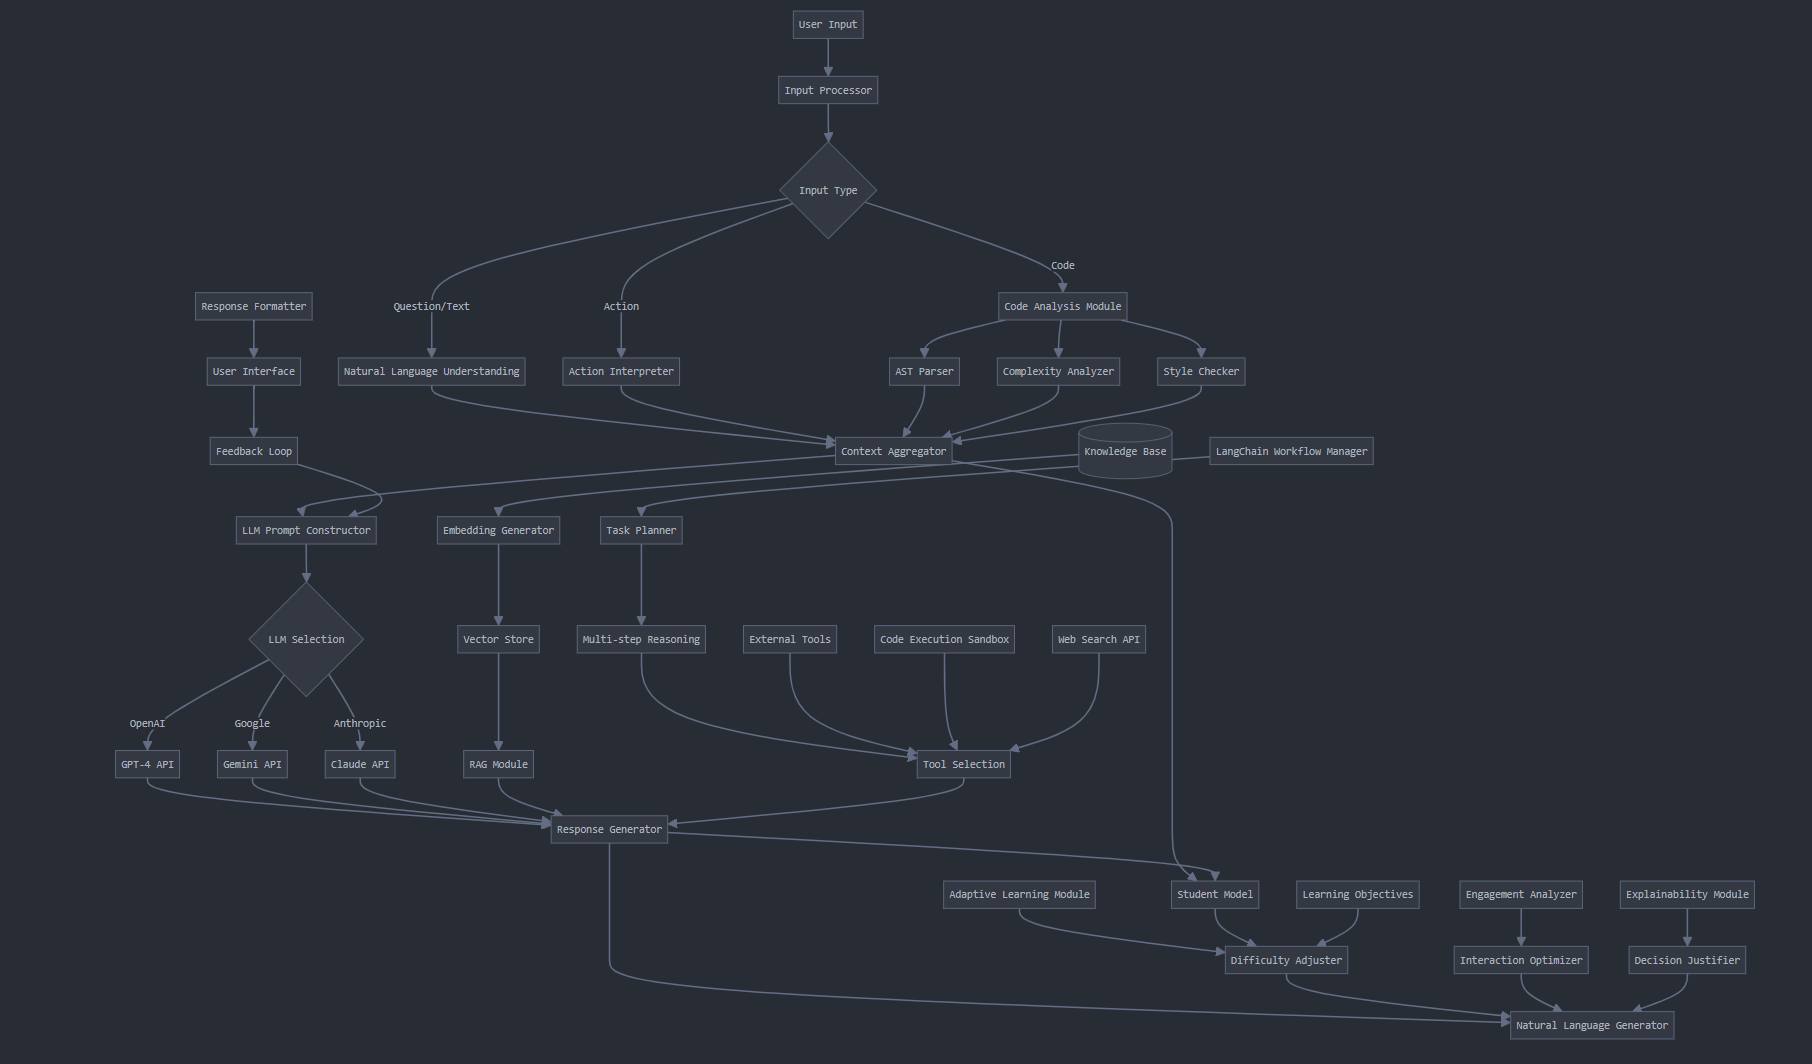 User Input
Input Processor
Input Type
Code
Response Formatter
Question/Text
Action
Code Analysis Module
User Interface
Natural Language Understanding
Action Interpreter
AST Parser
Complexity Analyzer
Style Checker
Feedback Loop
Context Aggregator
Knowledge Base
LangChain Workflow Manager
LLM Prompt Constructor
Embedding Generator
Task Planner
LLM Selection
Vector Store
Multi-step Reasoning
External Tools
Code Execution Sandbox
Web Search API
OpenAI
Google
Anthropic
GPT-4 API
Gemini API
Claude API
RAG Module
Tool Selection
Response Generator
Adaptive Learning Module
Student Model
Learning Objectives
Engagement Analyzer
Explainability Module
Difficulty Adjuster
Interaction Optimizer
Decision Justifier
Natural Language Generator